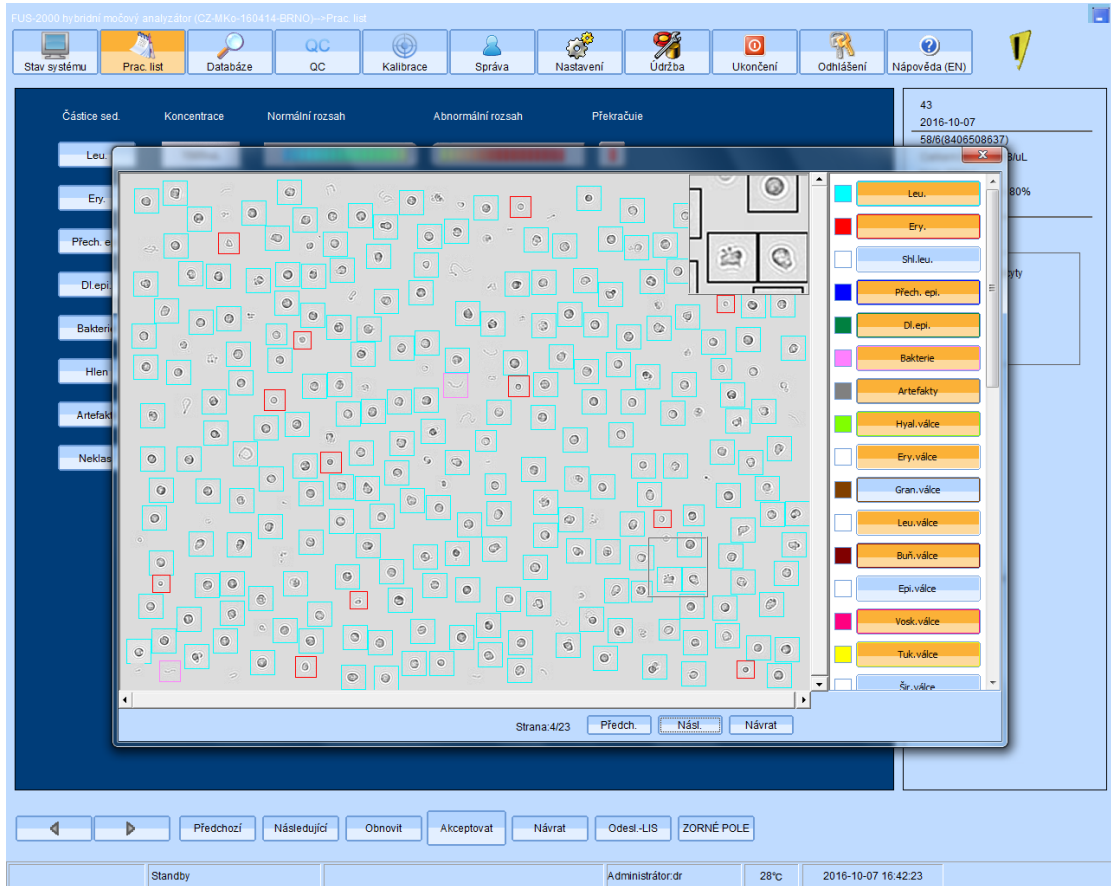 FUS-2000 hybridní močový analyzátor (CZ-MKo-160414-BRNO)-->Prac. list
Stav systému
Prac. list
Databáze
QC
QC
Kalibrace
Správa
Nastavení
Údržba
Ukončení
Odhlášení
Nápověda (EN)
Částice sed.
Koncentrace
Normální rozsah
Abnormální rozsah
Překračuje
43
2016-10-07
58/6(8406508637)
/uL
80%
Leu.
Ery.
Přech. e
Dl.epi.
Bakterie
Hlen
Artefakt
Neklas
Leu.
Ery.
Shl.leu.
Přech. epi.
Dl.epi.
Bakterie
Artefakty
Hyal.válce
Ery.válce
Gran.válce
Leu.válce
Buň.válce
Epi.válce
Vosk.válce
Tuk.válce
Šir.válce
Strana:4/23
Předch.
Násl.
Návrat
Předchozí
Následující
Obnovit
Akceptovat
Návrat
Odesl.-LIS
ZORNÉ POLE
Standby
Administrátor:dr
28°c
2016-10-07 16:42:23